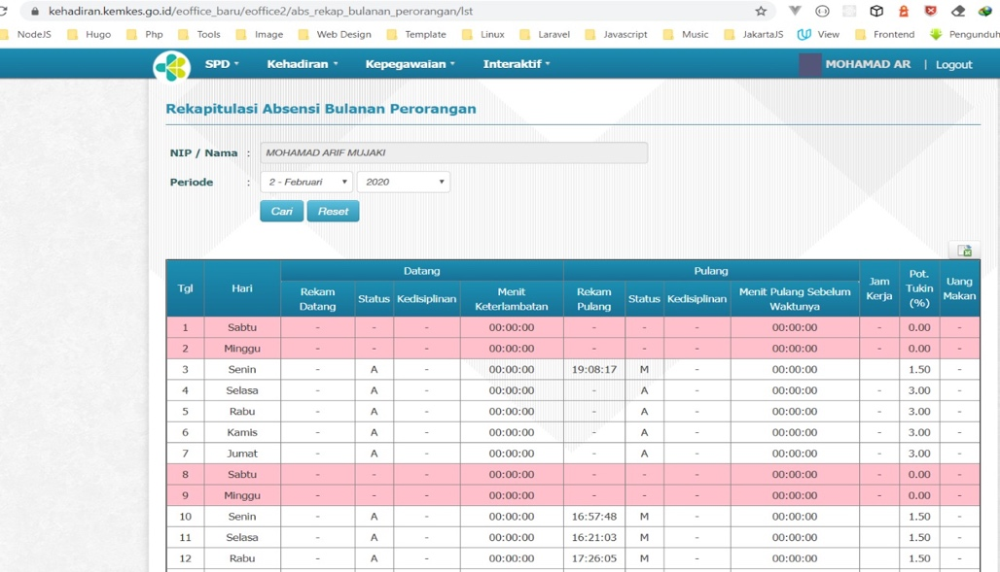 kehadiran.kemkes.go.id/eoffice_baru/eoffice2/abs_rekap_bulanan_perorangan/lst
NodeJS Hugo Php Tools Image Web Design Template Linux Laravel Javascript Music JakartaJS View Frontend Pengunduh
SPD Kehadiran Kepegawaian Interaktif MOHAMAD AR | Logout
Rekapitulasi Absensi Bulanan Perorangan
NIP / Nama : MOHAMAD ARIF MUJAKI
Periode : 2 - Februari 2020
Cari Reset
Tgl Hari Datang Pulang Jam Kerja Pot. Tukin (%) Uang Makan
Rekam Datang Status Kedisiplinan Menit Keterlambatan Rekam Pulang Status Kedisiplinan Menit Pulang Sebelum Waktunya
1 Sabtu - - - 00:00:00 - - - 00:00:00 - 0.00 -
2 Minggu - - - 00:00:00 - - - 00:00:00 - 0.00 -
3 Senin - A - 00:00:00 19:08:17 M - 00:00:00 1.50 -
4 Selasa - A - 00:00:00 - A - 00:00:00 - 3.00 -
5 Rabu - A - 00:00:00 - A - 00:00:00 - 3.00 -
6 Kamis - A - 00:00:00 - A - 00:00:00 - 3.00 -
7 Jumat - A - 00:00:00 - A - 00:00:00 - 3.00 -
8 Sabtu - - - 00:00:00 - - - 00:00:00 - 0.00 -
9 Minggu - - - 00:00:00 - - - 00:00:00 - 0.00 -
10 Senin - A - 00:00:00 16:57:48 M - 00:00:00 1.50 -
11 Selasa - A - 00:00:00 16:21:03 M - 00:00:00 1.50 -
12 Rabu - A - 00:00:00 17:26:05 M - 00:00:00 1.50 -